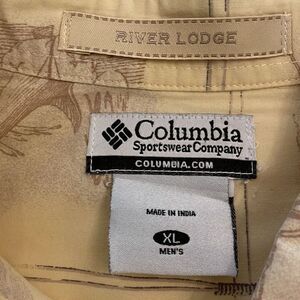 RIVER LODGE
Columbia
Sportswear Company
COLUMBIA.COM
MADE IN INDIA
XL
MEN'S